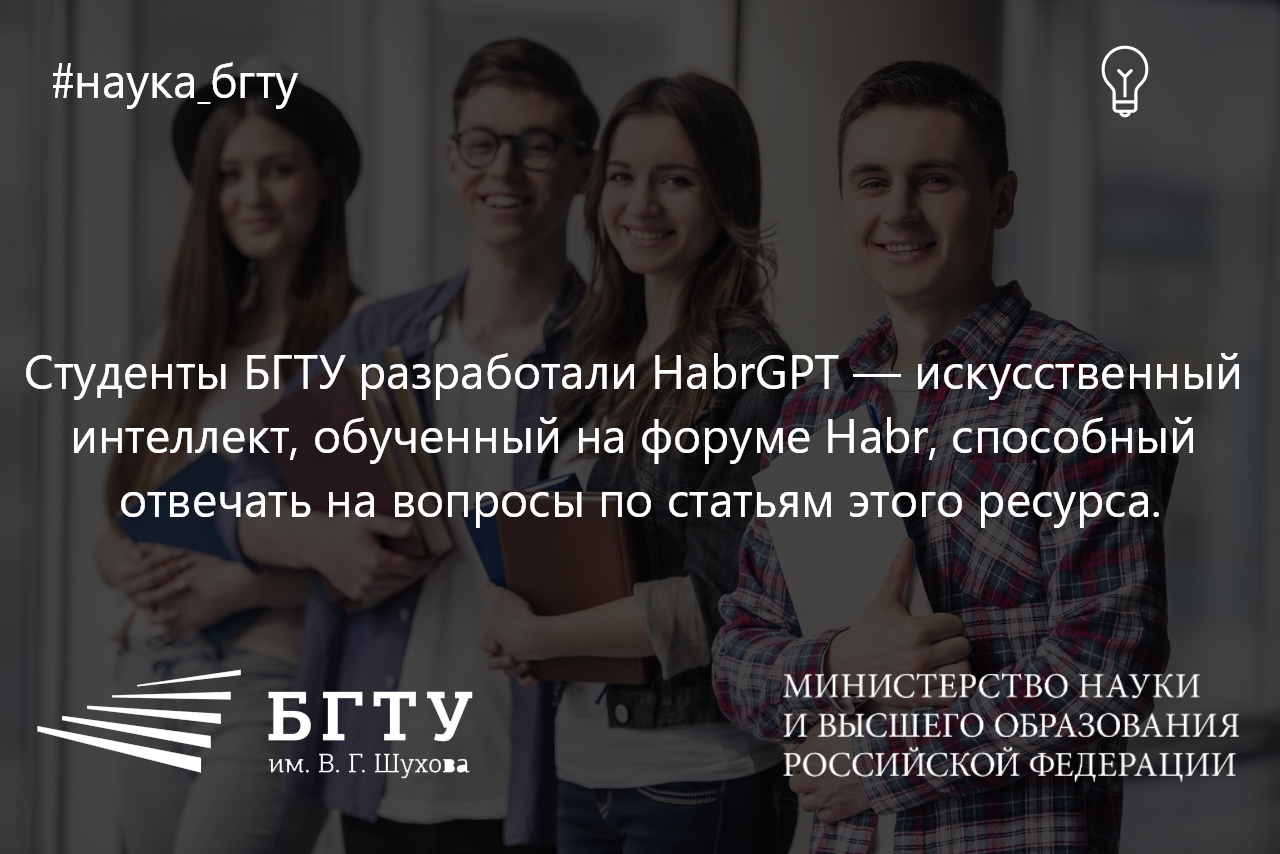 #наука_бгту
Студенты БГТУ разработали HabrGPT — искусственный
интеллект, обученный на форуме Habr, способный
отвечать на вопросы по статьям этого ресурса.
БГТУ
им. В. Г. Шухова
МИНИСТЕРСТВО НАУКИ
И ВЫСШЕГО ОБРАЗОВАНИЯ
РОССИЙСКОЙ ФЕДЕРАЦИИ